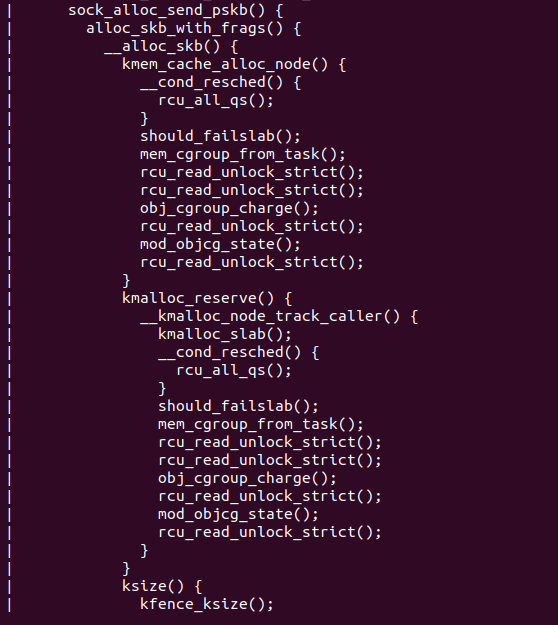 |      sock_alloc_send_pskb() {
|        alloc_skb_with_frags() {
|          __alloc_skb() {
|            kmem_cache_alloc_node() {
|              __cond_resched() {
|                rcu_all_qs();
|              }
|              should_failslab();
|              mem_cgroup_from_task();
|              rcu_read_unlock_strict();
|              rcu_read_unlock_strict();
|              obj_cgroup_charge();
|              rcu_read_unlock_strict();
|              mod_objcg_state();
|              rcu_read_unlock_strict();
|            }
|            kmalloc_reserve() {
|              __kmalloc_node_track_caller() {
|                kmalloc_slab();
|                __cond_resched() {
|                  rcu_all_qs();
|                }
|                should_failslab();
|                mem_cgroup_from_task();
|                rcu_read_unlock_strict();
|                rcu_read_unlock_strict();
|                obj_cgroup_charge();
|                rcu_read_unlock_strict();
|                mod_objcg_state();
|                rcu_read_unlock_strict();
|              }
|            }
|            ksize() {
|              kfence_ksize();